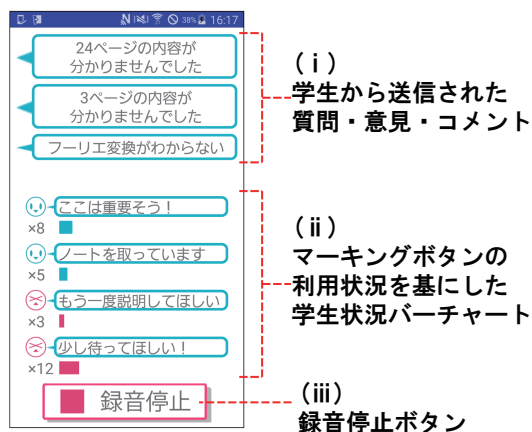 38% 16:17
24ページの内容が
分かりませんでした
3ページの内容が
分かりませんでした
フーリエ変換がわからない
ここは重要そう！
×8
ノートを取っています
×5
もう一度説明してほしい
×3
少し待ってほしい！
×12
録音停止
(ⅰ)
学生から送信された
質問・意見・コメント
(ⅱ)
マーキングボタンの
利用状況を基にした
学生状況バーチャート
(ⅲ)
録音停止ボタン